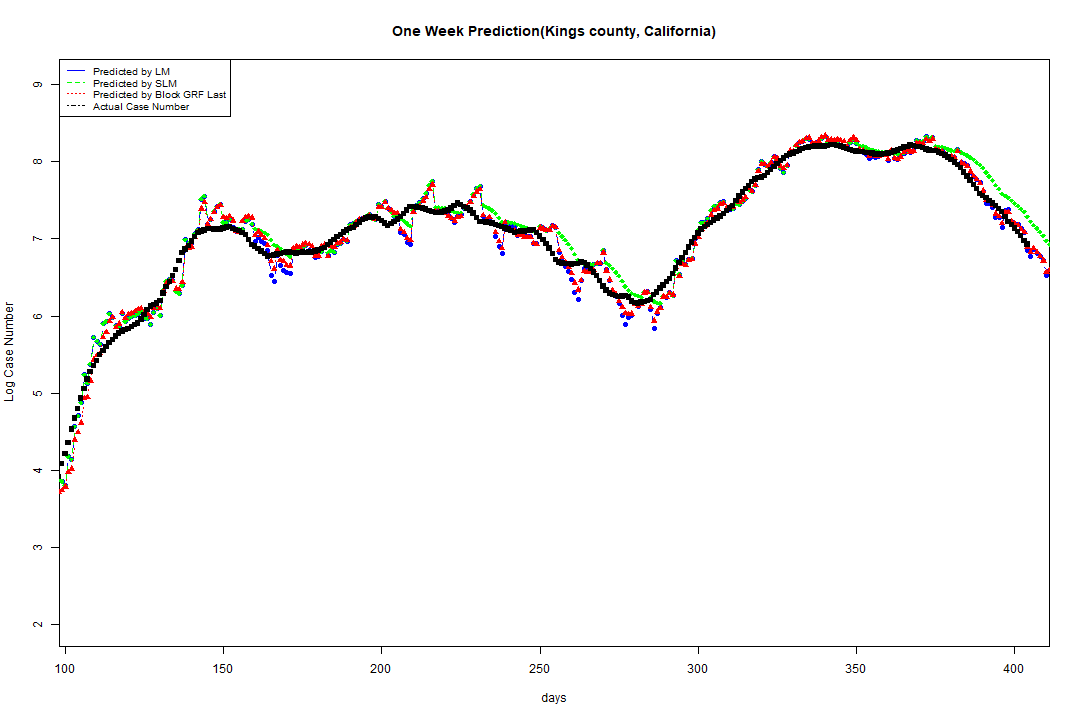 One Week Prediction(Kings county, California)
Predicted by LM
Predicted by SLM
Predicted by Block GRF Last
Actual Case Number
9
8
7
6
5
4
3
2
Log Case Number
100 150 200 250 300 350 400
days